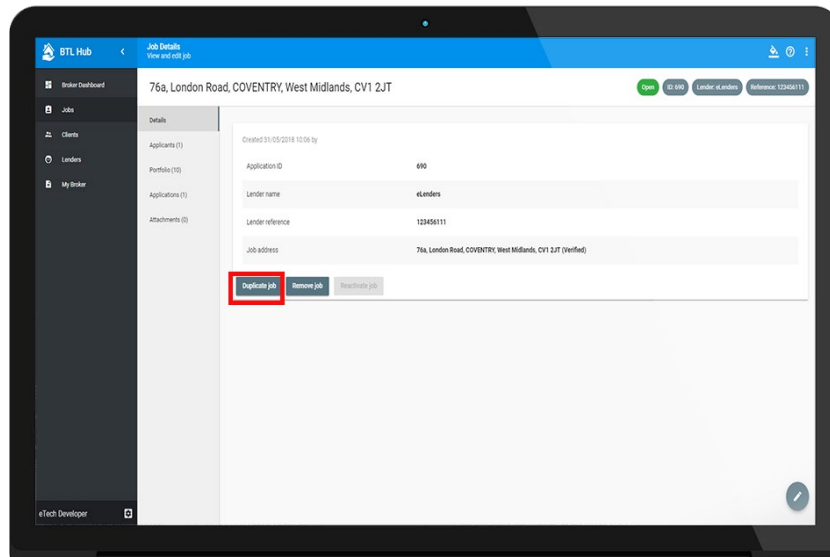 BTL Hub
Job Details
View and edit job
Broker Dashboard
Jobs
Clients
Lenders
My Broker
eTech Developer
76a, London Road, COVENTRY, West Midlands, CV1 2JT
Open
ID: 690
Lender: eLenders
Reference: 123456111
Details
Applicants (1)
Portfolio (10)
Applications (1)
Attachments (0)
Created 31/05/2018 10:06 by
Application ID 690
Lender name eLenders
Lender reference 123456111
Job address 76a, London Road, COVENTRY, West Midlands, CV1 2JT (Verified)
Duplicate job
Remove job
Reactivate job